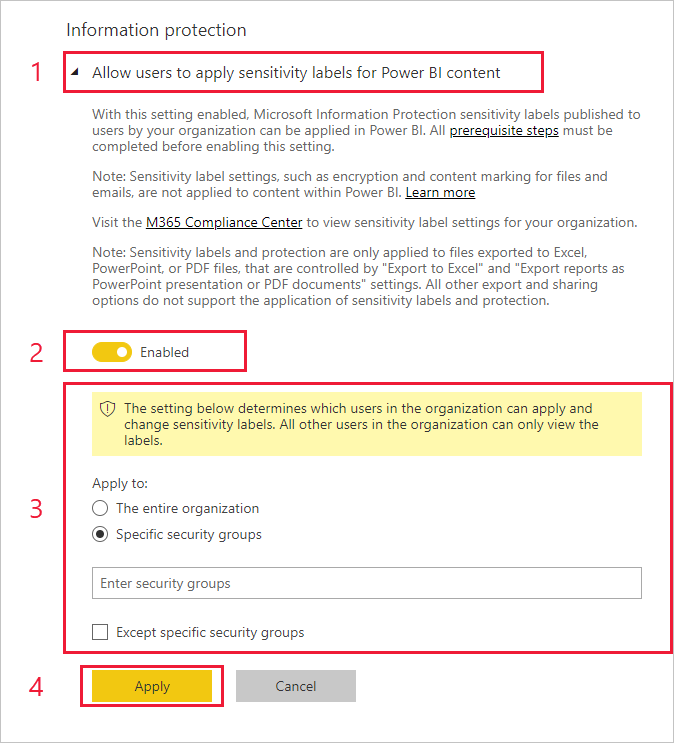 Information protection
1
Allow users to apply sensitivity labels for Power BI content
With this setting enabled, Microsoft Information Protection sensitivity labels published to
users by your organization can be applied in Power BI. All prerequisite steps must be
completed before enabling this setting.
Note: Sensitivity label settings, such as encryption and content marking for files and
emails, are not applied to content within Power BI. Learn more
Visit the M365 Compliance Center to view sensitivity label settings for your organization.
Note: Sensitivity labels and protection are only applied to files exported to Excel,
PowerPoint, or PDF files, that are controlled by "Export to Excel" and "Export reports as
PowerPoint presentation or PDF documents" settings. All other export and sharing
options do not support the application of sensitivity labels and protection.
2
Enabled
The setting below determines which users in the organization can apply and
change sensitivity labels. All other users in the organization can only view the
labels.
Apply to:
3
The entire organization
Specific security groups
Enter security groups
Except specific security groups
4
Apply
Cancel